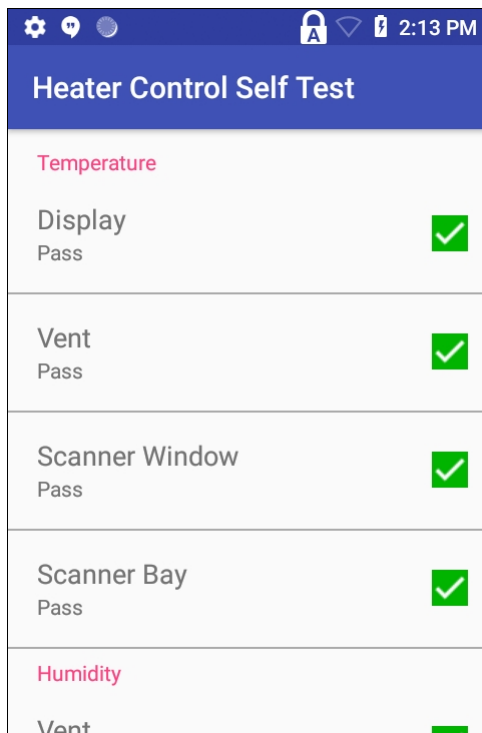 A
2:13 PM
Heater Control Self Test
Temperature
Display
Pass
Vent
Pass
Scanner Window
Pass
Scanner Bay
Pass
Humidity
Vent